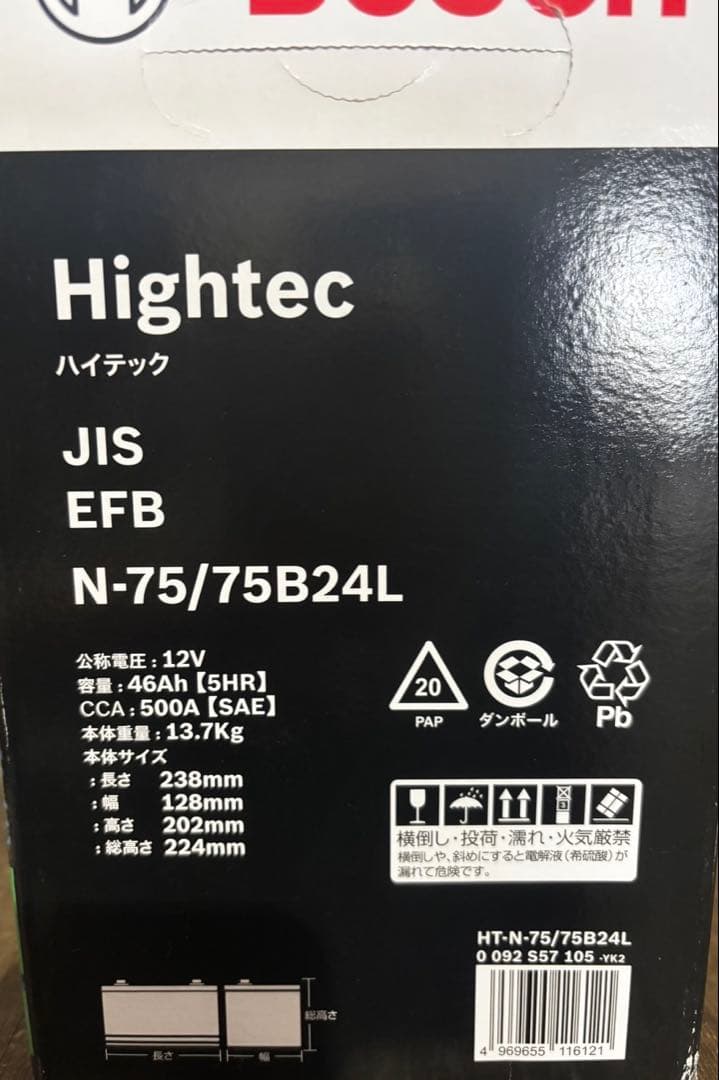 BOSCH
Hightec
ハイテック
JIS
EFB
N-75/75B24L
公称電圧 : 12V
容量 : 46Ah【5HR】
CCA : 500A【SAE】
本体重量 : 13.7Kg
本体サイズ
: 長さ 238mm
: 幅 128mm
: 高さ 202mm
: 総高さ 224mm
20
PAP
ダンボール
Pb
3
横倒し・投荷・濡れ・火気厳禁
横倒しや、斜めにすると電解液(希硫酸)が
漏れて危険です。
HT-N-75/75B24L
0 092 S57 105 -YK2
4 969655 116121
総高さ
長さ
幅